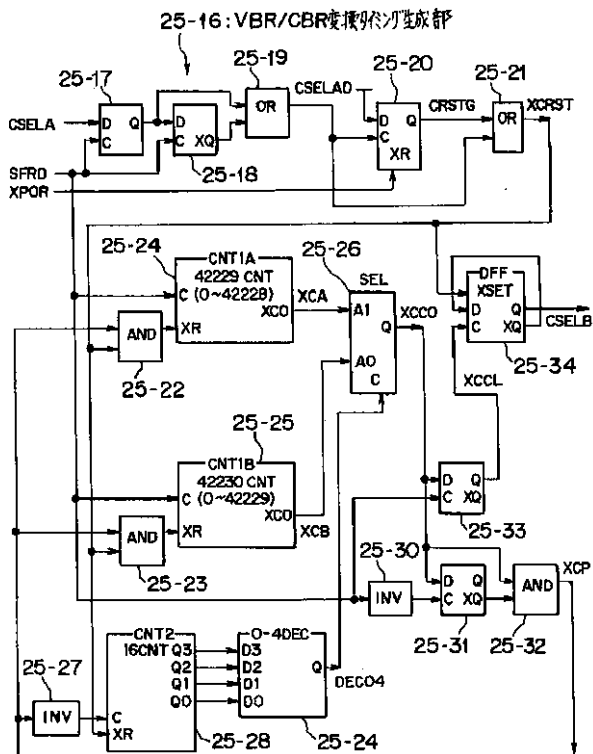 25-16:VBR/CBR変換タイミング生成部
25-17
25-19
CSELAD
25-20
25-21
CRSTG
XCRST
CSELA
D
Q
C
D
C
XQ
OR
D
Q
C
XR
OR
SFRD
25-18
XPOR
25-24
CNT1A
42229 CNT
(0~42228)
C
XCO
XR
XCA
25-26
SEL
A1
Q
A0
C
XCCO
DFF
XSET
D
Q
C
XQ
CSELB
25-34
AND
25-22
XCCL
25-25
CNT1B
42230 CNT
(0~42229)
C
XCO
XR
XCB
AND
25-23
D
Q
C
XQ
25-33
25-30
INV
D
Q
C
XQ
25-31
AND
25-32
XCP
25-27
INV
CNT2
16CNT
Q3
Q2
Q1
Q0
C
XR
25-28
0-4DEC
D3
D2
D1
D0
Q
25-24
DEC04